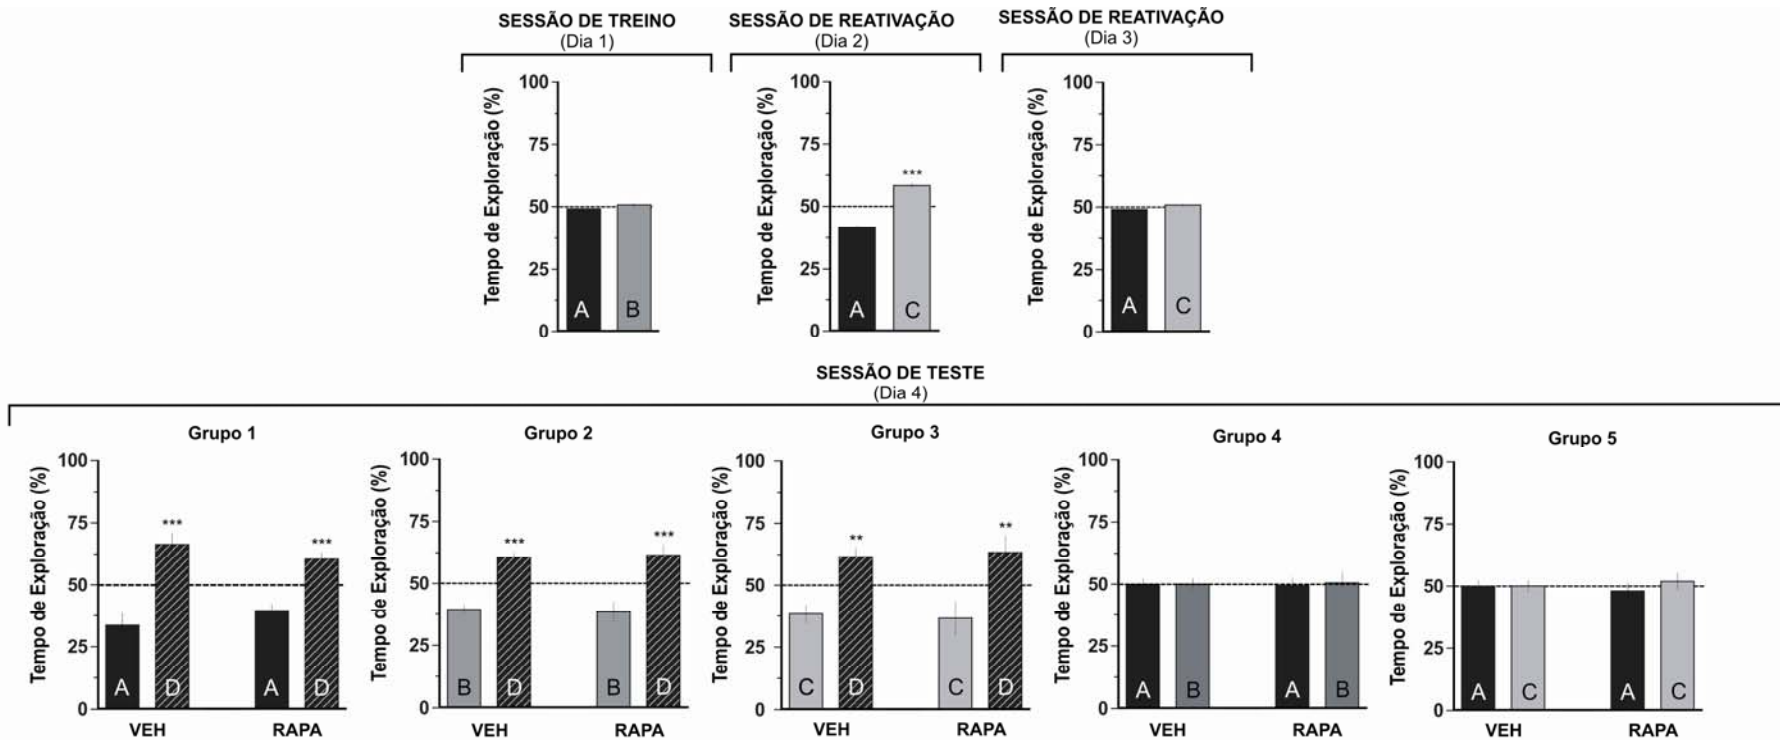 SESSÃO DE TREINO
(Dia 1)
SESSÃO DE REATIVAÇÃO
(Dia 2)
SESSÃO DE REATIVAÇÃO
(Dia 3)
Tempo de Exploração (%)
100
75
50
25
0
A B
Tempo de Exploração (%)
100
75
50
25
0
***
A C
Tempo de Exploração (%)
100
75
50
25
0
A C
SESSÃO DE TESTE
(Dia 4)
Grupo 1
Tempo de Exploração (%)
100
75
50
25
0
*** ***
A D A D
VEH RAPA
Grupo 2
Tempo de Exploração (%)
100
75
50
25
0
*** ***
B D B D
VEH RAPA
Grupo 3
Tempo de Exploração (%)
100
75
50
25
0
** **
C D C D
VEH RAPA
Grupo 4
Tempo de Exploração (%)
100
75
50
25
0
A B A B
VEH RAPA
Grupo 5
Tempo de Exploração (%)
100
75
50
25
0
A C A C
VEH RAPA